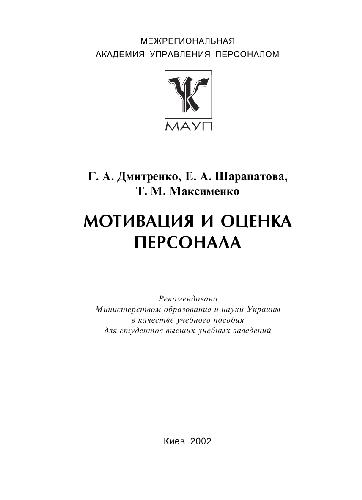 МЕЖРЕГИОНАЛЬНАЯ
АКАДЕМИЯ УПРАВЛЕНИЯ ПЕРСОНАЛОМ
МАУП
Г. А. Дмитренко, Е. А. Шарапатова,
Т. М. Максименко
МОТИВАЦИЯ И ОЦЕНКА
ПЕРСОНАЛА
Рекомендовано
Министерством образования и науки Украины
в качестве учебного пособия
для студентов высших учебных заведений
Киев 2002